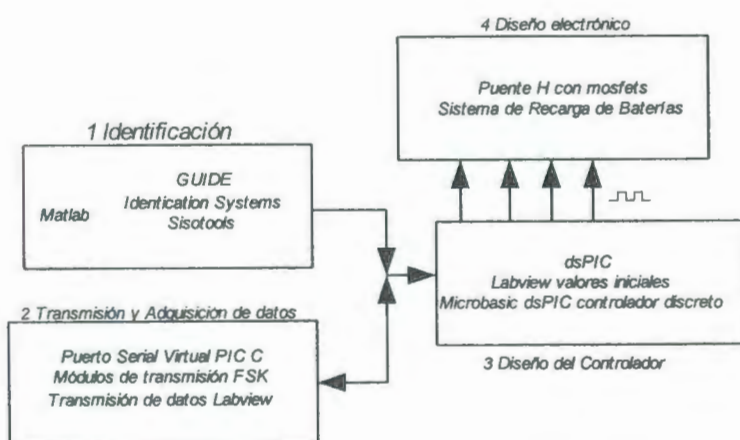 4 Diseño electrónico
Puente H con mosfets
Sistema de Recarga de Baterías
1 Identificación
GUIDE
Matlab
Identication Systems
Sisotools
dsPIC
Labview valores iniciales
Microbasic dsPIC controlador discreto
3 Diseño del Controlador
2 Transmisión y Adquisición de datos
Puerto Serial Virtual PIC C
Módulos de transmisión FSK
Transmisión de datos Labview